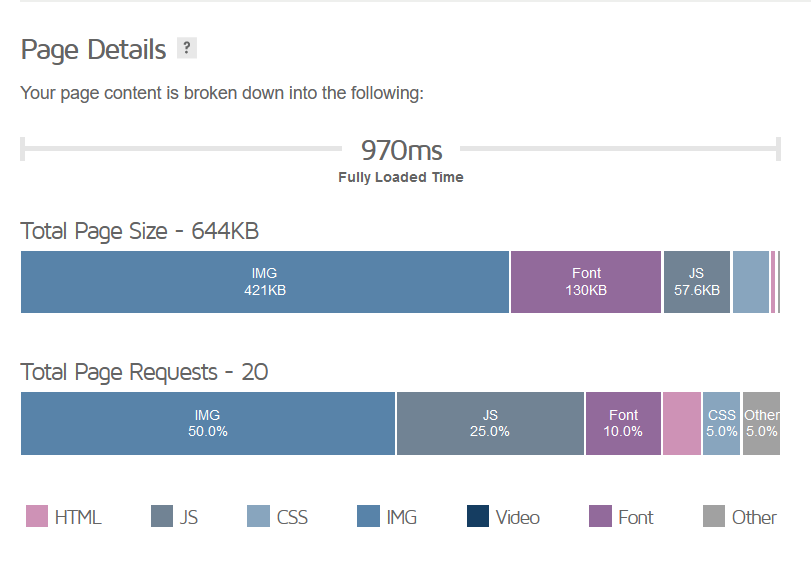 Page Details ?
Your page content is broken down into the following:
970ms
Fully Loaded Time
Total Page Size - 644KB
IMG Font JS
421KB 130KB 57.6KB
Total Page Requests - 20
IMG JS Font CSS Other
50.0% 25.0% 10.0% 5.0% 5.0%
HTML JS CSS IMG Video Font Other